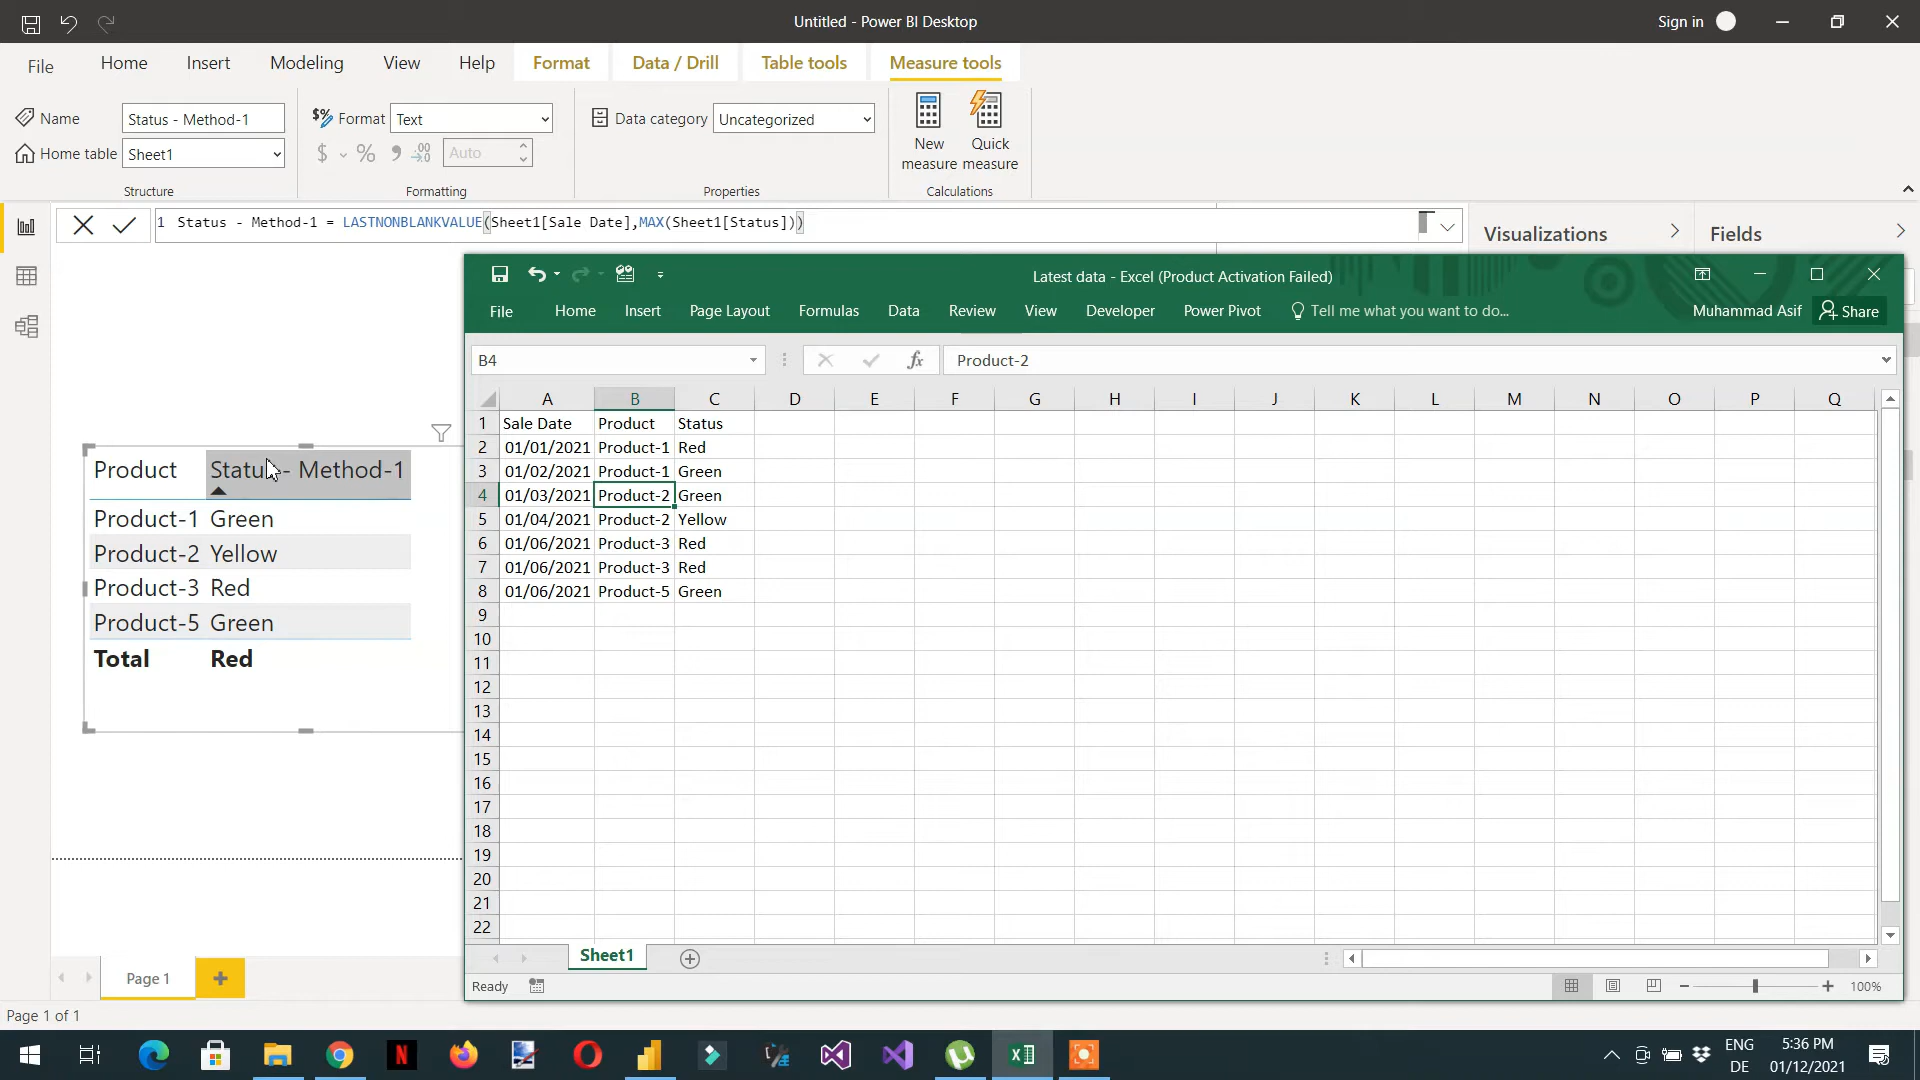 Untitled - Power BI Desktop
Sign in
File Home Insert Modeling View Help Format Data / Drill Table tools Measure tools
Name Status - Method-1
Home table Sheet1
Structure
Format Text
$ % Auto
Formatting
Data category Uncategorized
Properties
New measure
Quick measure
Calculations
1 Status - Method-1 = LASTNONBLANKVALUE(Sheet1[Sale Date],MAX(Sheet1[Status]))
Visualizations
Fields
Product Status - Method-1
Product-1 Green
Product-2 Yellow
Product-3 Red
Product-5 Green
Total Red
Page 1
Page 1 of 1
Latest data - Excel (Product Activation Failed)
File Home Insert Page Layout Formulas Data Review View Developer Power Pivot Tell me what you want to do... Muhammad Asif Share
B4 fx Product-2
A B C D E F G H I J K L M N O P Q
1 Sale Date Product Status
2 01/01/2021 Product-1 Red
3 01/02/2021 Product-1 Green
4 01/03/2021 Product-2 Green
5 01/04/2021 Product-2 Yellow
6 01/06/2021 Product-3 Red
7 01/06/2021 Product-3 Red
8 01/06/2021 Product-5 Green
9
10
11
12
13
14
15
16
17
18
19
20
21
22
Sheet1
Ready
100%
ENG
DE
5:36 PM
01/12/2021